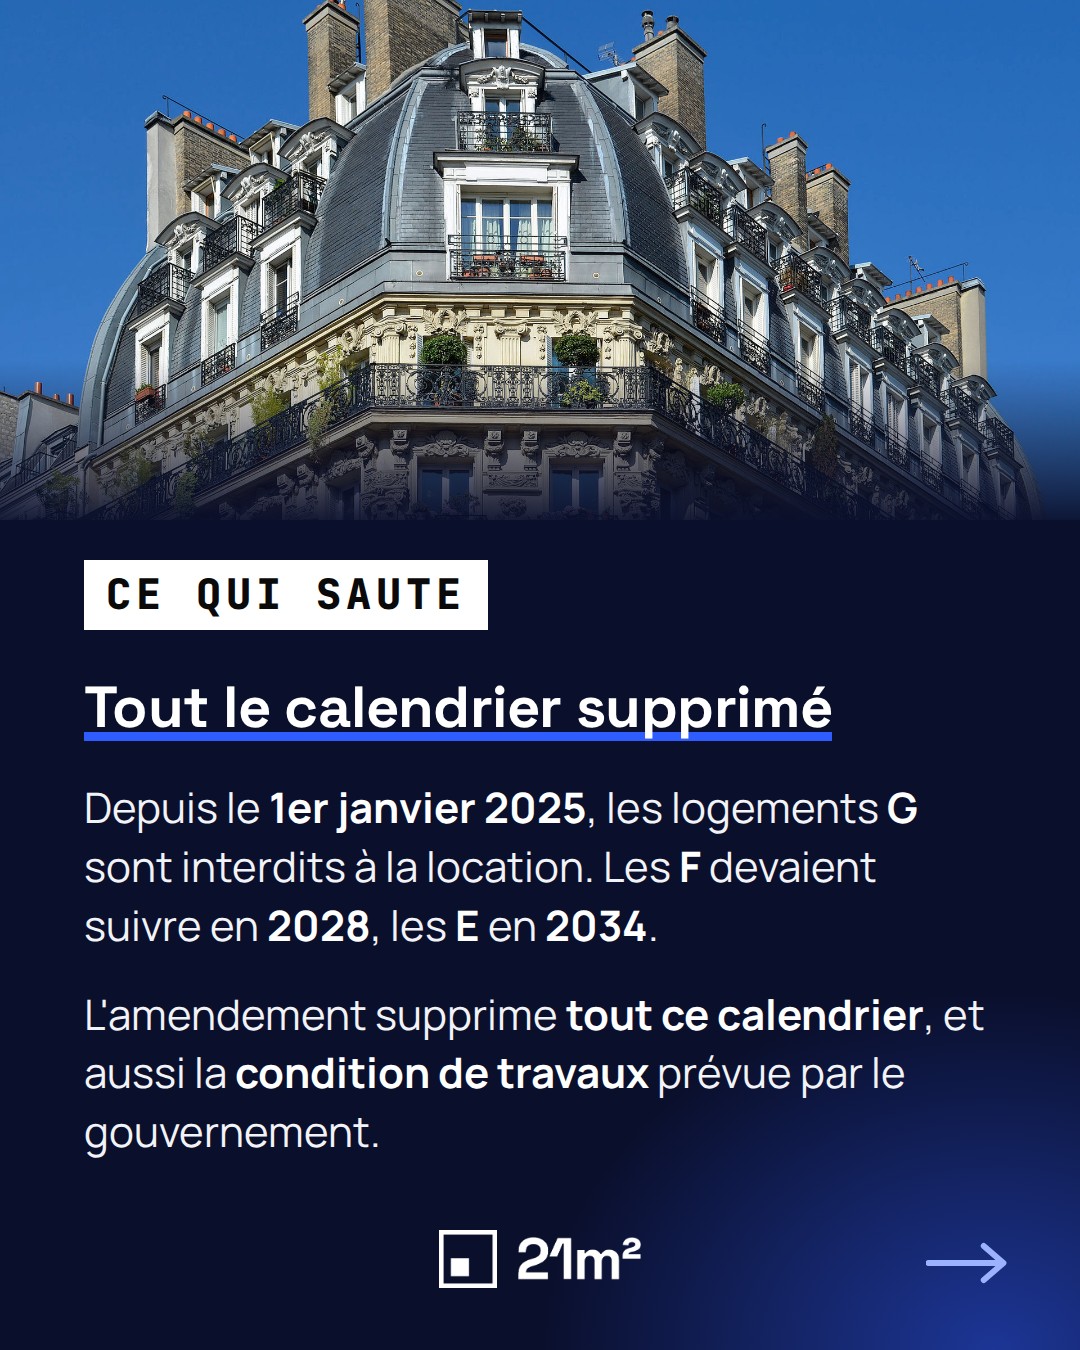 CE QUI SAUTE
Tout le calendrier supprimé
Depuis le 1er janvier 2025, les logements G
sont interdits à la location. Les F devaient
suivre en 2028, les E en 2034.
L'amendement supprime tout ce calendrier, et
aussi la condition de travaux prévue par le
gouvernement.
21m²